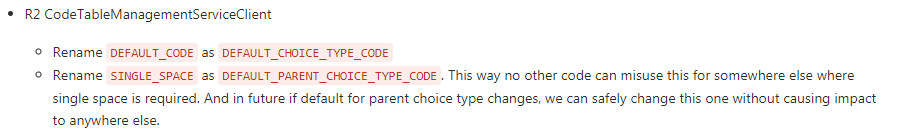 R2 CodeTableManagementServiceClient
Rename DEFAULT_CODE as DEFAULT_CHOICE_TYPE_CODE
Rename SINGLE_SPACE as DEFAULT_PARENT_CHOICE_TYPE_CODE. This way no other code can misuse this for somewhere else where
single space is required. And in future if default for parent choice type changes, we can safely change this one without causing impact
to anywhere else.